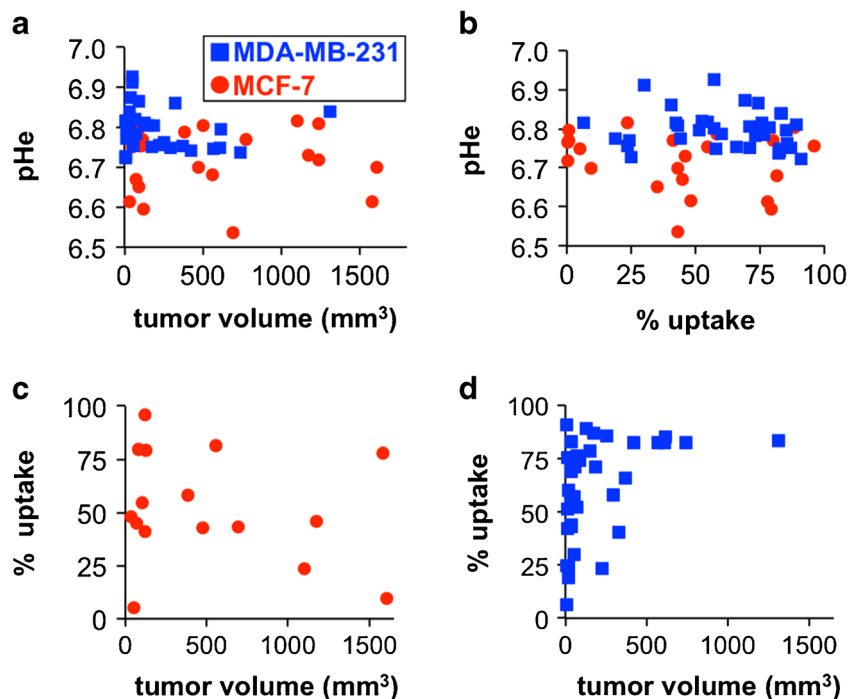 a
7.0
6.9
6.8
6.7
6.6
6.5
pHe
MDA-MB-231
MCF-7
0 500 1000 1500
tumor volume (mm³)
b
7.0
6.9
6.8
6.7
6.6
6.5
pHe
0 25 50 75 100
% uptake
c
100
75
50
25
0
% uptake
0 500 1000 1500
tumor volume (mm³)
d
100
75
50
25
0
% uptake
0 500 1000 1500
tumor volume (mm³)